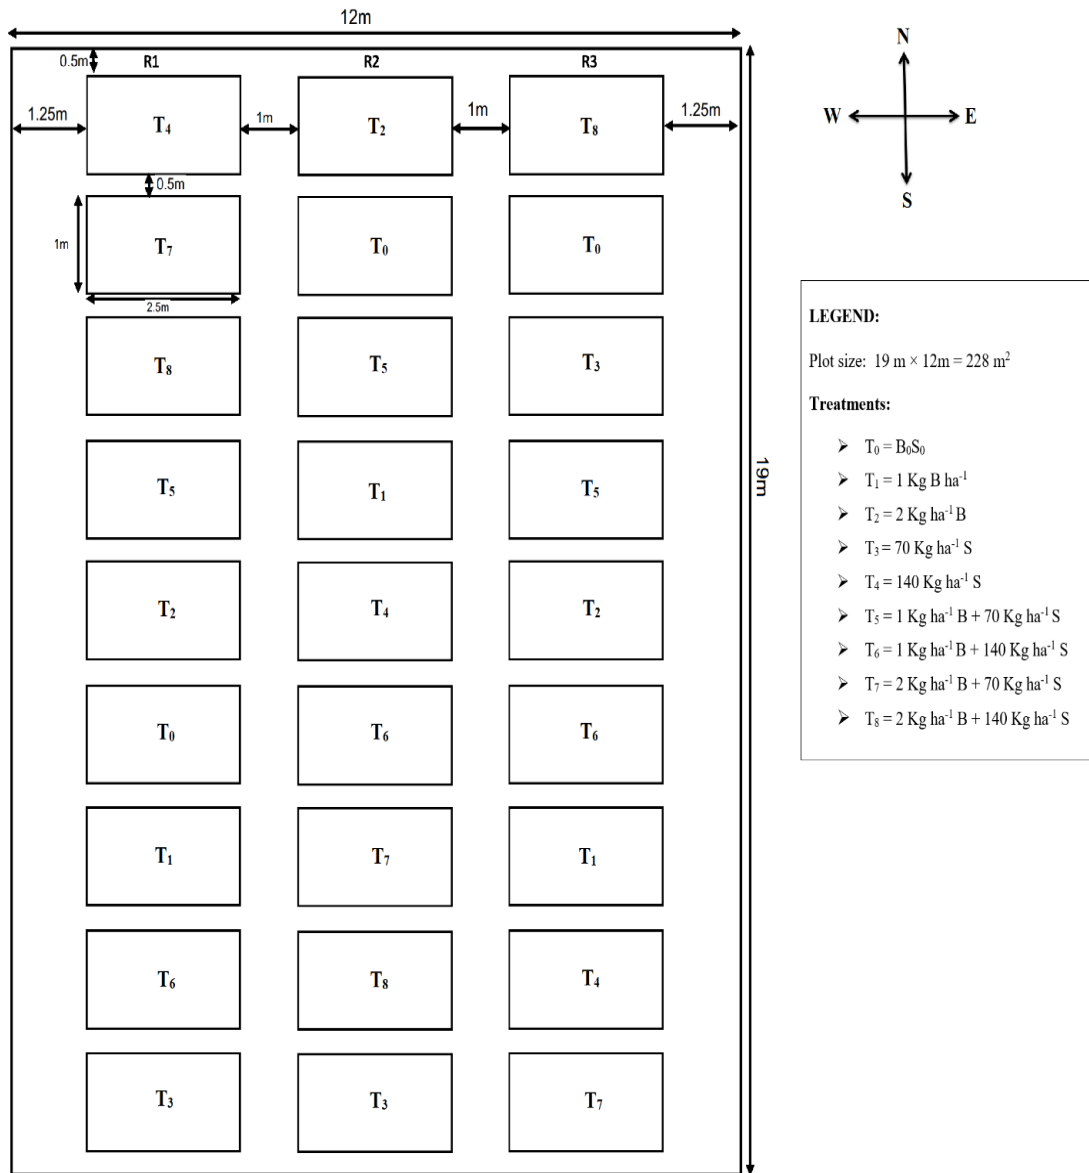 12m
N
0.5m
R1
R2
R3
1.25m
1m
1m
1.25m
T₄
T₂
T₈
W
E
0.5m
S
1m
T₇
T₀
T₀
2.5m
LEGEND:
T₈
T₅
T₃
Plot size: 19 m × 12m = 228 m²
Treatments:
➢ T₀ = B₀S₀
➢ T₁ = 1 Kg B ha⁻¹
➢ T₂ = 2 Kg ha⁻¹ B
➢ T₃ = 70 Kg ha⁻¹ S
➢ T₄ = 140 Kg ha⁻¹ S
➢ T₅ = 1 Kg ha⁻¹ B + 70 Kg ha⁻¹ S
➢ T₆ = 1 Kg ha⁻¹ B + 140 Kg ha⁻¹ S
➢ T₇ = 2 Kg ha⁻¹ B + 70 Kg ha⁻¹ S
➢ T₈ = 2 Kg ha⁻¹ B + 140 Kg ha⁻¹ S
19m
T₅
T₁
T₅
T₂
T₄
T₂
T₀
T₆
T₆
T₁
T₇
T₁
T₆
T₈
T₄
T₃
T₃
T₇